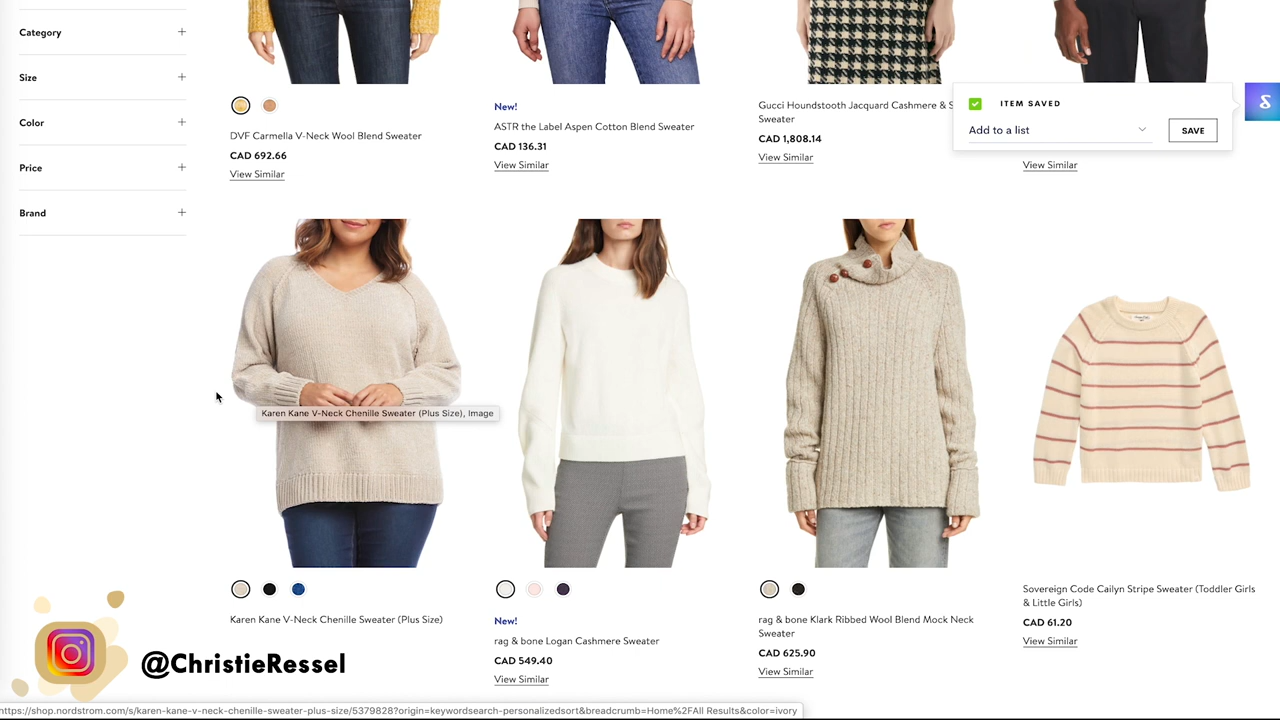 Category
Size
Color
Price
Brand
DVF Carmella V-Neck Wool Blend Sweater
CAD 692.66
View Similar
New!
ASTR the Label Aspen Cotton Blend Sweater
CAD 136.31
View Similar
Gucci Houndstooth Jacquard Cashmere & S
Sweater
CAD 1,808.14
View Similar
ITEM SAVED
Add to a list
SAVE
View Similar
Karen Kane V-Neck Chenille Sweater (Plus Size), Image
Karen Kane V-Neck Chenille Sweater (Plus Size)
New!
rag & bone Logan Cashmere Sweater
CAD 549.40
View Similar
rag & bone Klark Ribbed Wool Blend Mock Neck
Sweater
CAD 625.90
View Similar
Sovereign Code Cailyn Stripe Sweater (Toddler Girls
& Little Girls)
CAD 61.20
View Similar
@ChristieRessel
https://shop.nordstrom.com/s/karen-kane-v-neck-chenille-sweater-plus-size/5379828?origin=keywordsearch-personalizedsort&breadcrumb=Home%2FAll Results&color=ivory